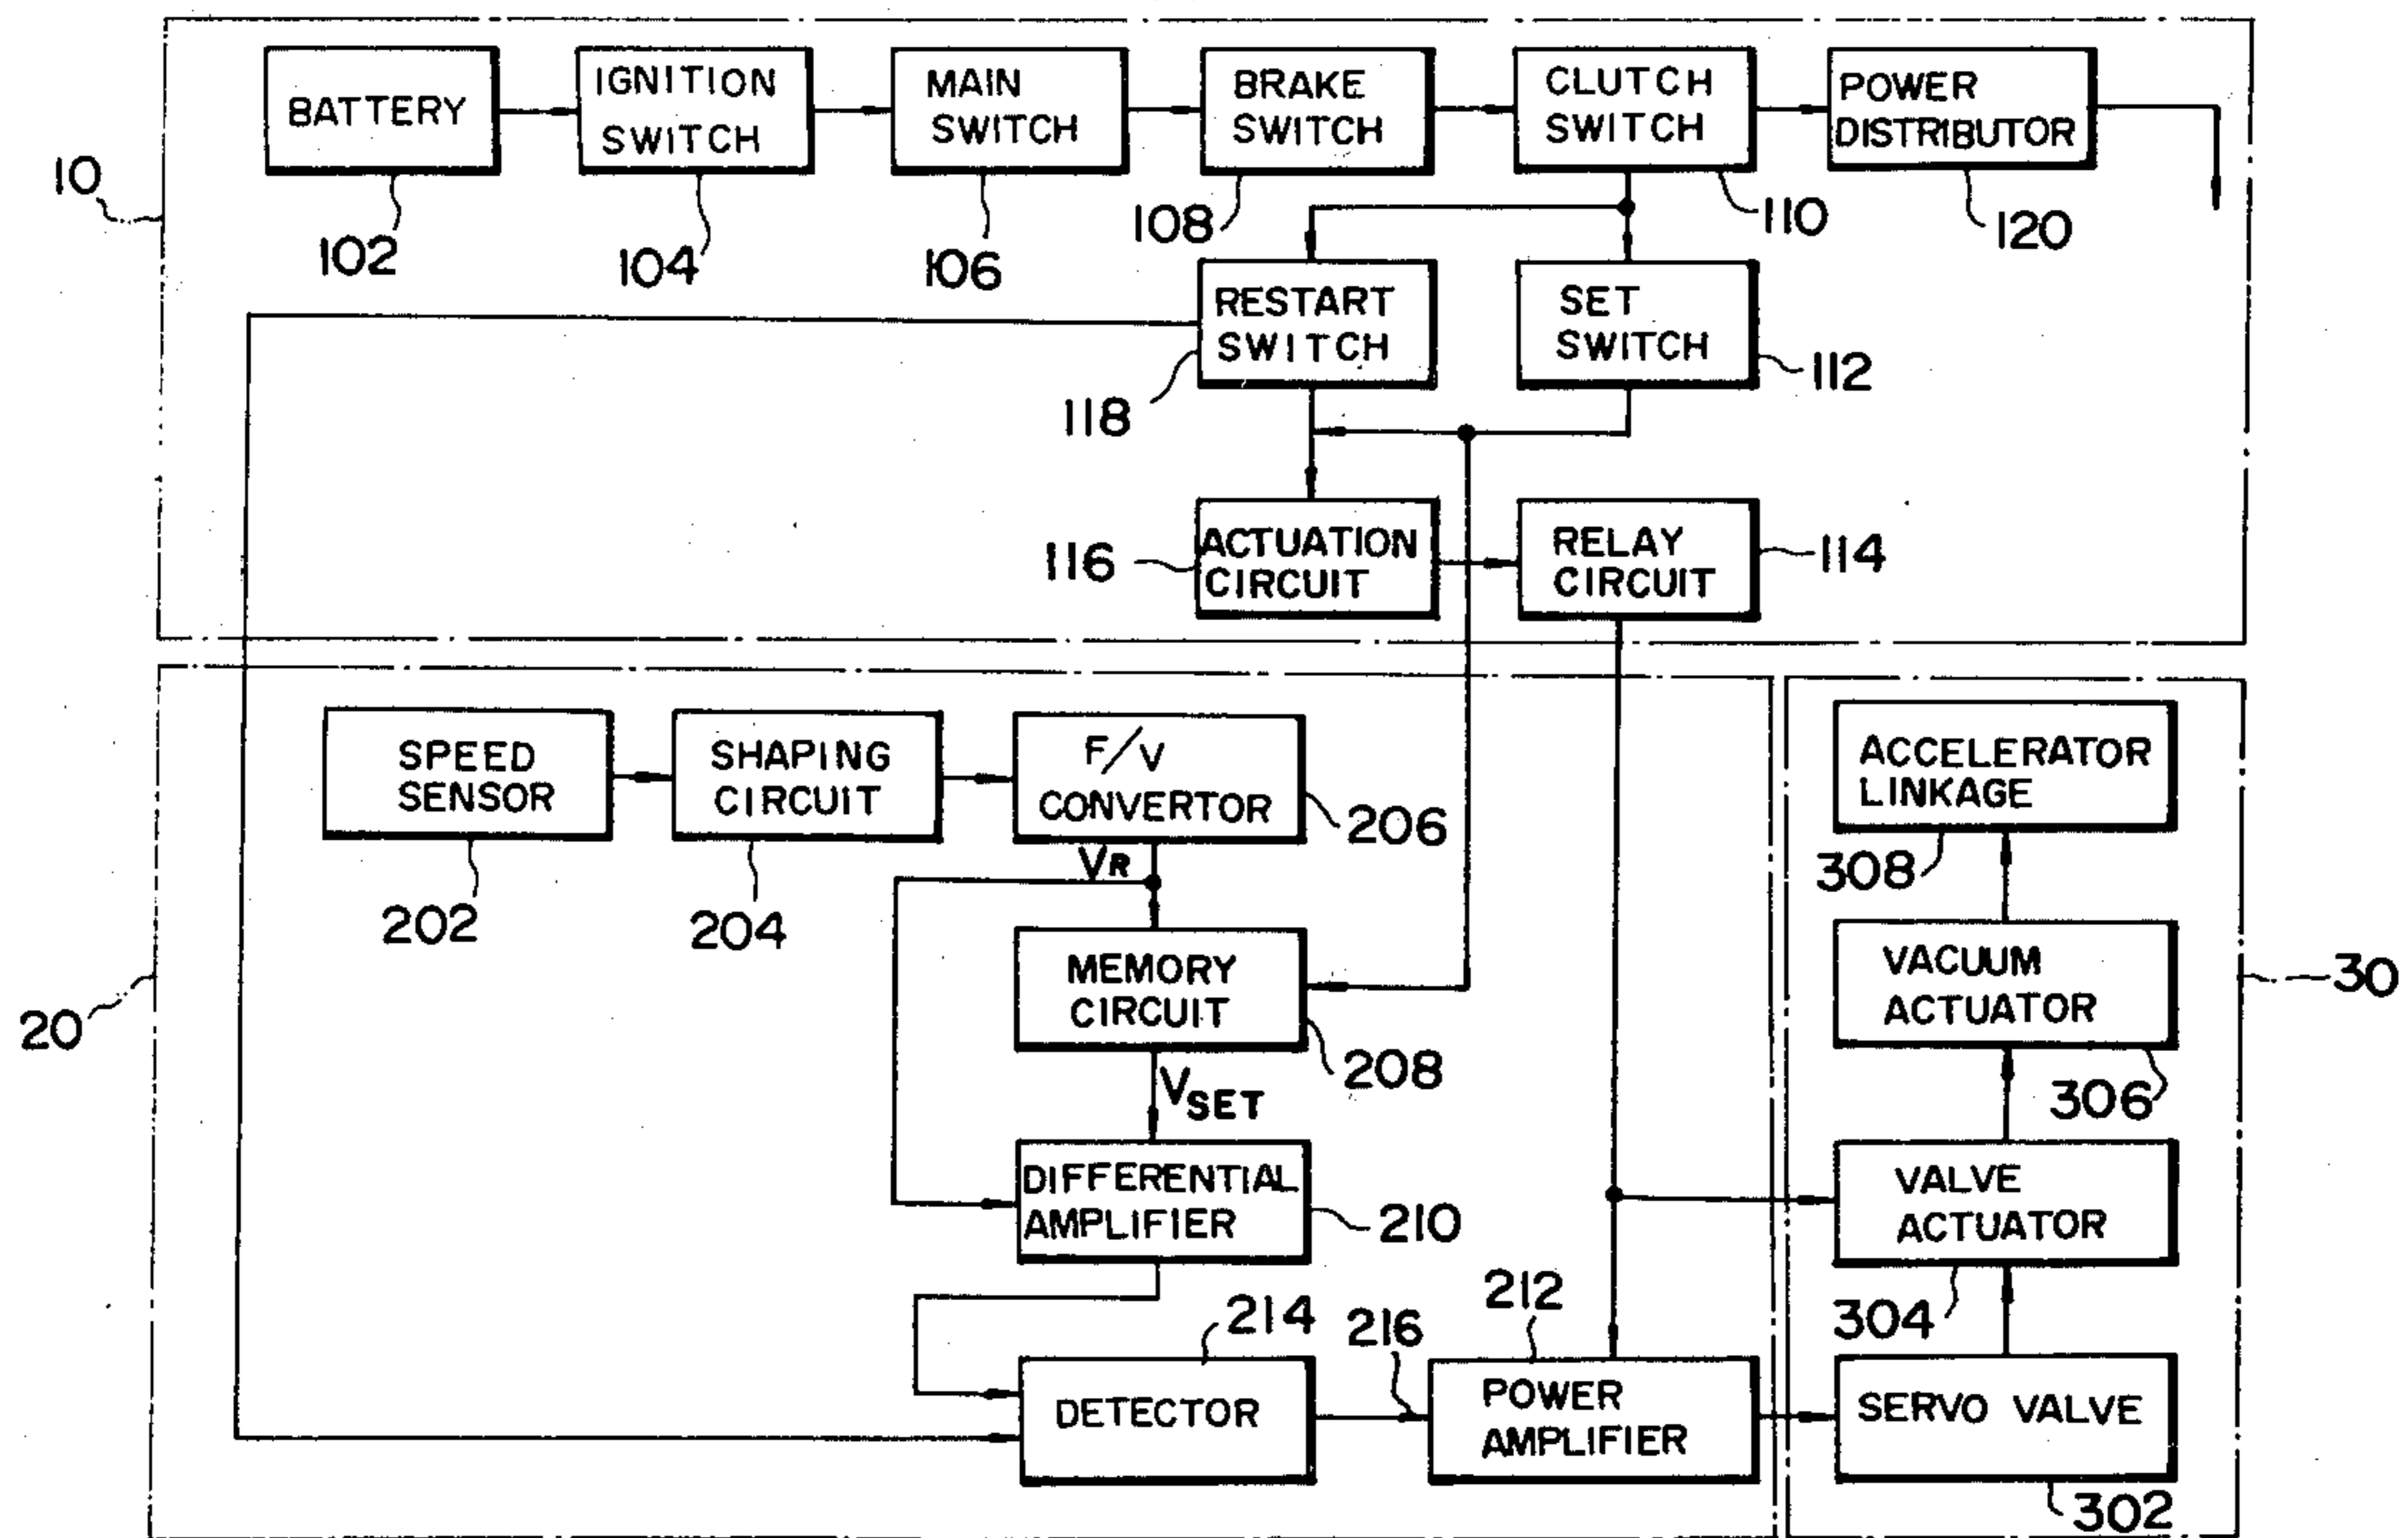 BATTERY
IGNITION
SWITCH
MAIN
SWITCH
BRAKE
SWITCH
CLUTCH
SWITCH
POWER
DISTRIBUTOR
10
102
104
106
108
110
120
RESTART
SWITCH
SET
SWITCH
118
112
ACTUATION
CIRCUIT
RELAY
CIRCUIT
116
114
SPEED
SENSOR
SHAPING
CIRCUIT
F/V
CONVERTOR
ACCELERATOR
LINKAGE
202
204
206
308
VR
MEMORY
CIRCUIT
VACUUM
ACTUATOR
20
208
306
30
VSET
DIFFERENTIAL
AMPLIFIER
VALVE
ACTUATOR
210
304
214
216
212
DETECTOR
POWER
AMPLIFIER
SERVO VALVE
302